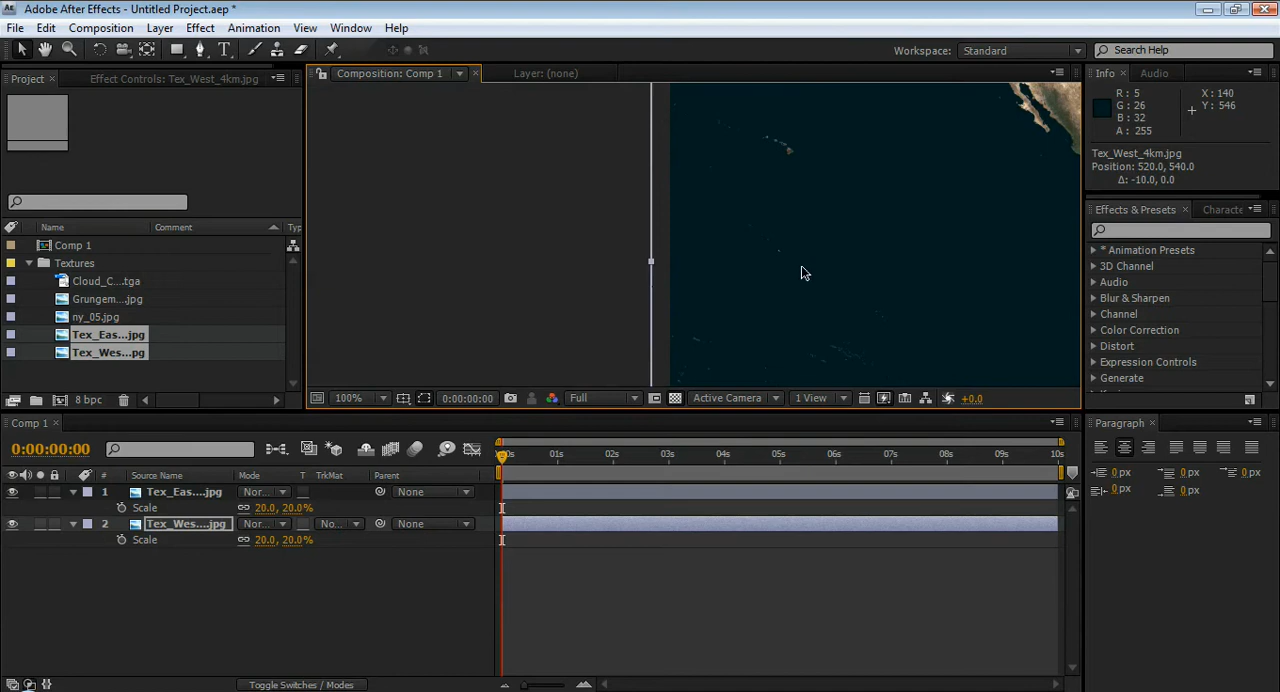 Adobe After Effects - Untitled Project.aep *
File Edit Composition Layer Effect Animation View Window Help
Workspace: Standard Search Help
Project Effect Controls: Tex_West_4km.jpg
Composition: Comp 1 Layer: (none)
Info Audio
R : 5
G : 26
B : 32
A : 255
X : 140
Y : 546
Tex_West_4km.jpg
Position: 520.0, 540.0
Δ: -10.0, 0.0
Effects & Presets Characte
* Animation Presets
3D Channel
Audio
Blur & Sharpen
Channel
Color Correction
Distort
Expression Controls
Generate
Name Comment Typ
Comp 1
Textures
Cloud_C....tga
Grungem....jpg
ny_05.jpg
Tex_Eas...jpg
Tex_Wes...pg
8 bpc
100% 0:00:00:00 Full Active Camera 1 View +0.0
Comp 1
0:00:00:00
:00s 01s 02s 03s 04s 05s 06s 07s 08s 09s 10s
# Source Name Mode T TrkMat Parent
1 Tex_Eas....jpg Nor... None
Scale 20.0, 20.0%
2 Tex_Wes....jpg Nor... No... None
Scale 20.0, 20.0%
Toggle Switches / Modes
Paragraph
0 px 0 px 0 px
0 px 0 px